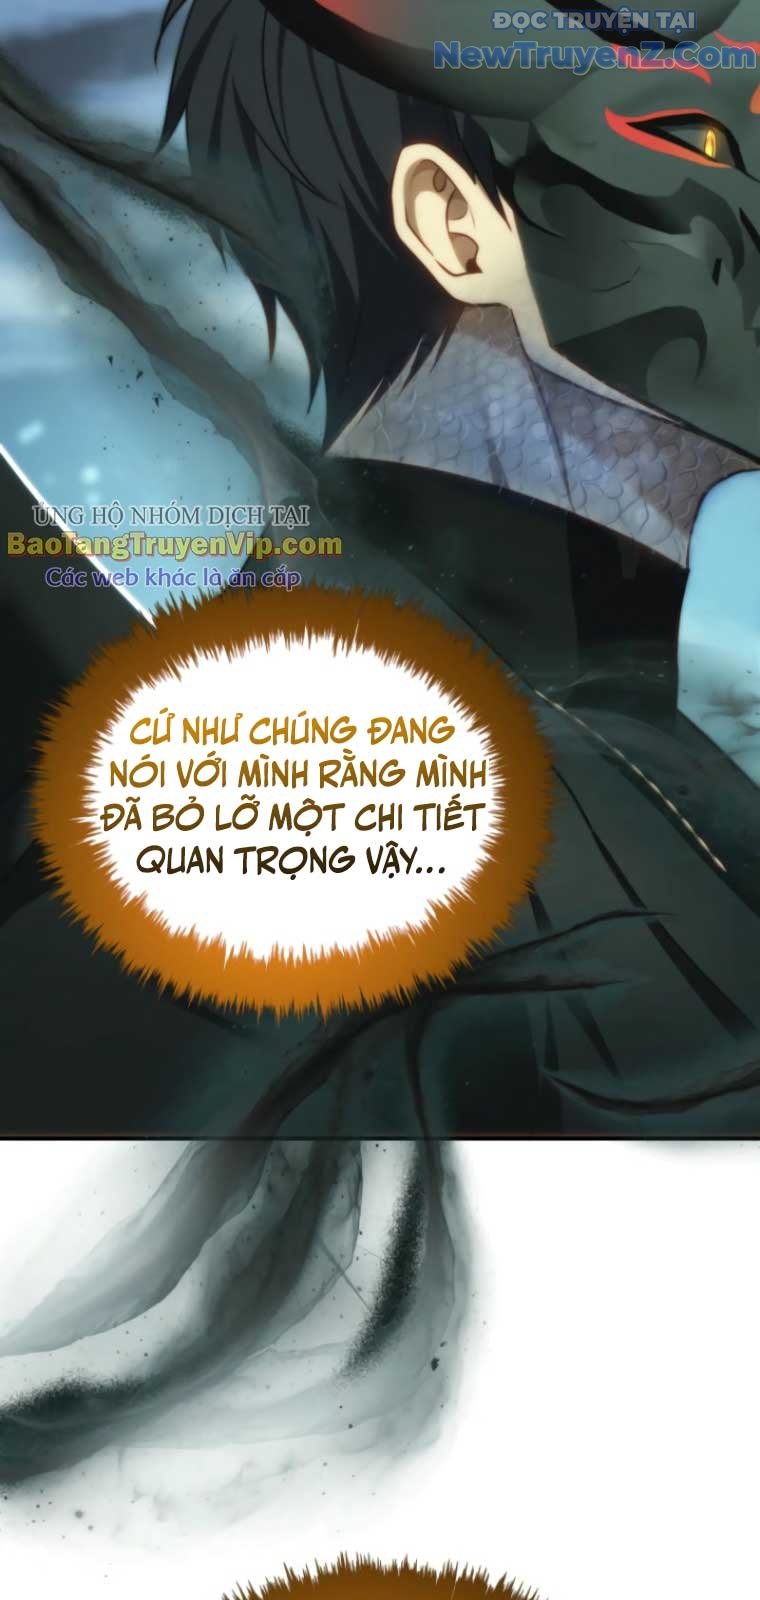 ĐỌC TRUYỆN TẠI
NewTruyenZ.Com
ỦNG HỘ NHÓM DỊCH TẠI
BaoTangTruyenVip.com
Các web khác là ăn cắp
CỨ NHƯ CHÚNG ĐANG
NÓI VỚI MÌNH RẰNG MÌNH
ĐÃ BỎ LỠ MỘT CHI TIẾT
QUAN TRỌNG VẬY...